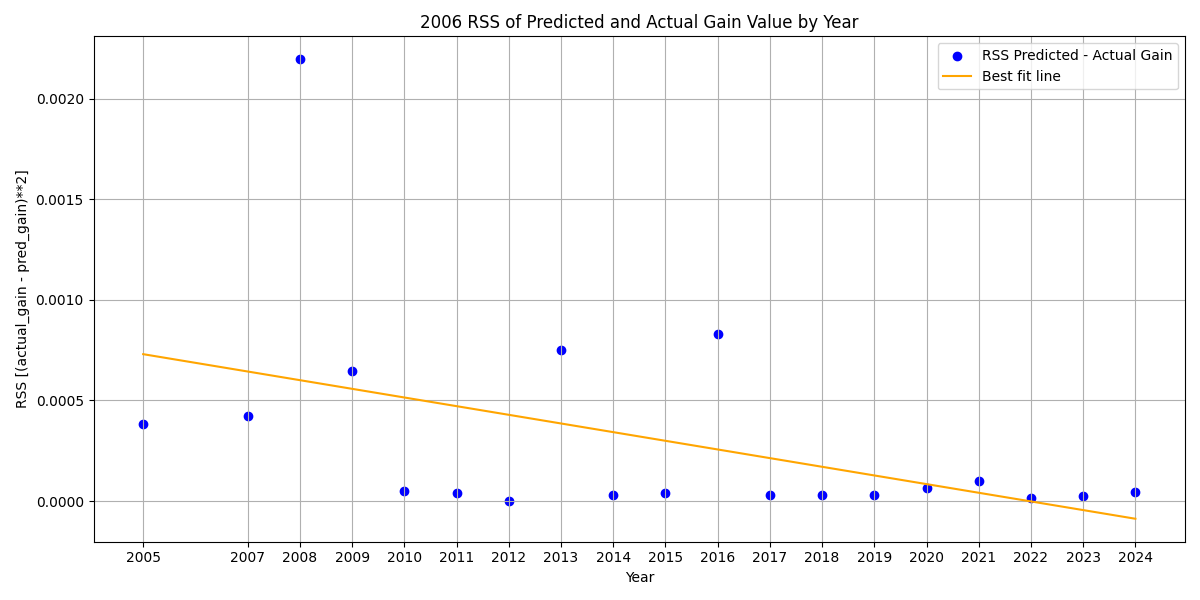 2006 RSS of Predicted and Actual Gain Value by Year
RSS Predicted - Actual Gain
Best fit line
RSS [(actual_gain - pred_gain)**2]
0.0020
0.0015
0.0010
0.0005
0.0000
2005 2007 2008 2009 2010 2011 2012 2013 2014 2015 2016 2017 2018 2019 2020 2021 2022 2023 2024
Year